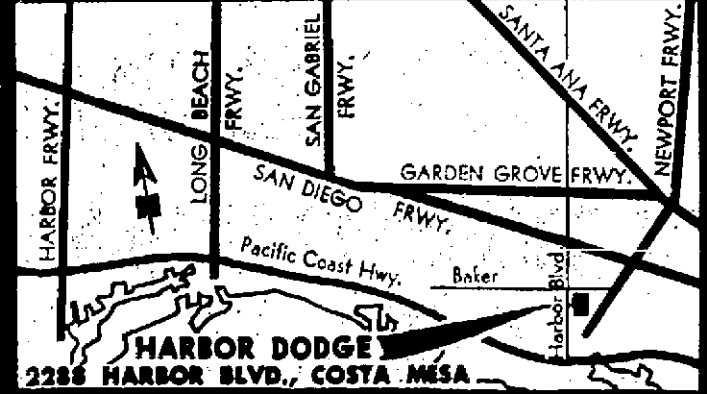 HARBOR FRWY.
LONG BEACH
FRWY.
SAN GABRIEL
FRWY.
SANTA ANA FRWY.
NEWPORT FRWY.
GARDEN GROVE FRWY.
SAN DIEGO
FRWY.
Pacific Coast Hwy.
Baker
Harbor Blvd.
HARBOR DODGE
2288 HARBOR BLVD., COSTA MESA